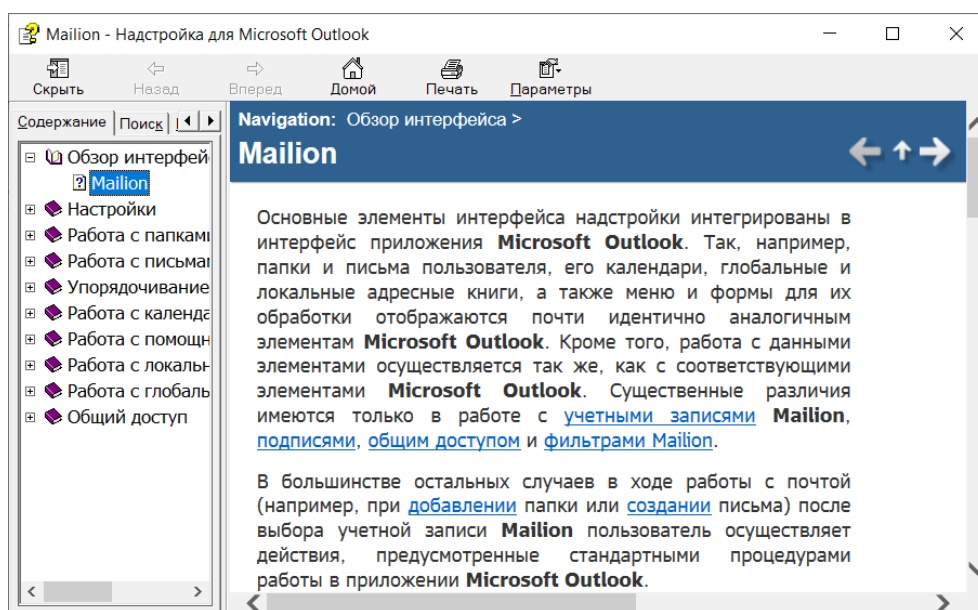 Mailion - Надстройка для Microsoft Outlook
Скрыть Назад Вперед Домой Печать Параметры
Содержание Поиск
Navigation: Обзор интерфейса >
Mailion
Обзор интерфей
Mailion
Настройки
Работа с папками
Работа с письма
Упорядочивание
Работа с календа
Работа с помощн
Работа с локальн
Работа с глобаль
Общий доступ
Основные элементы интерфейса надстройки интегрированы в
интерфейс приложения Microsoft Outlook. Так, например,
папки и письма пользователя, его календари, глобальные и
локальные адресные книги, а также меню и формы для их
обработки отображаются почти идентично аналогичным
элементам Microsoft Outlook. Кроме того, работа с данными
элементами осуществляется так же, как с соответствующими
элементами Microsoft Outlook. Существенные различия
имеются только в работе с учетными записями Mailion,
подписями, общим доступом и фильтрами Mailion.
В большинстве остальных случаев в ходе работы с почтой
(например, при добавлении папки или создании письма) после
выбора учетной записи Mailion пользователь осуществляет
действия, предусмотренные стандартными процедурами
работы в приложении Microsoft Outlook.